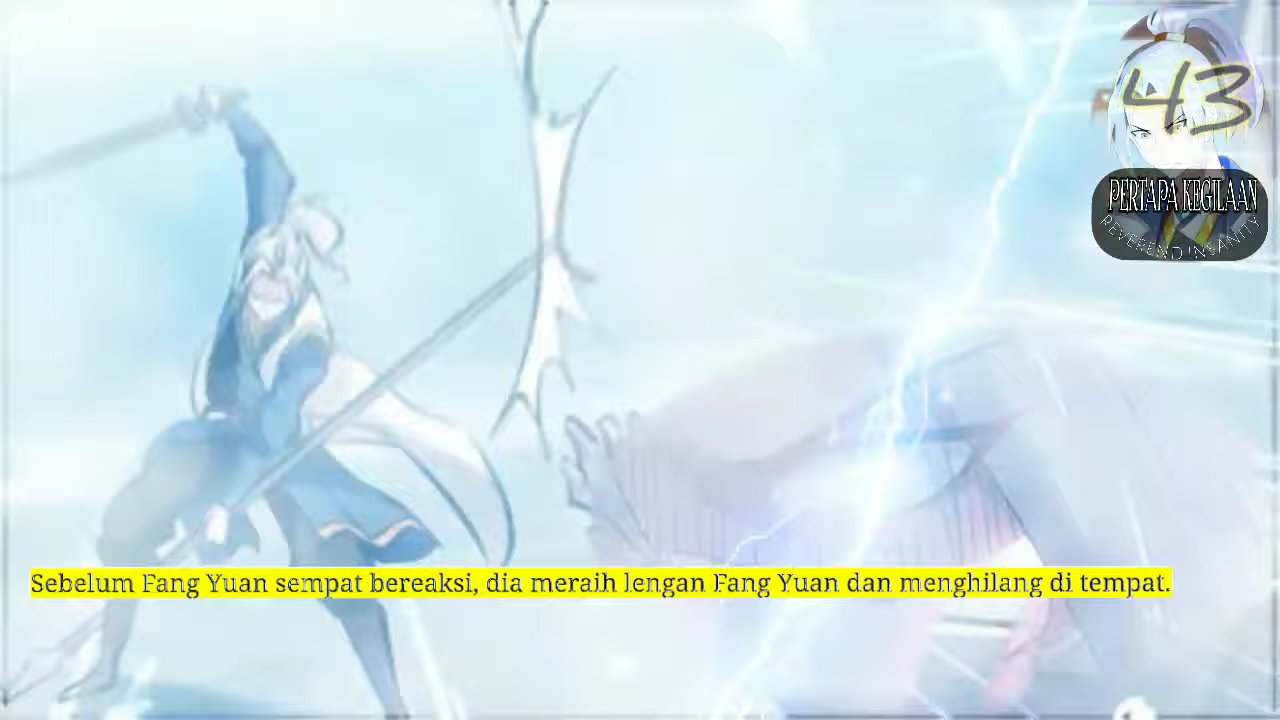 43
PERTAPA KEGILAAN
REVEREND INSANITY
Sebelum Fang Yuan sempat bereaksi, dia meraih lengan Fang Yuan dan menghilang di tempat.